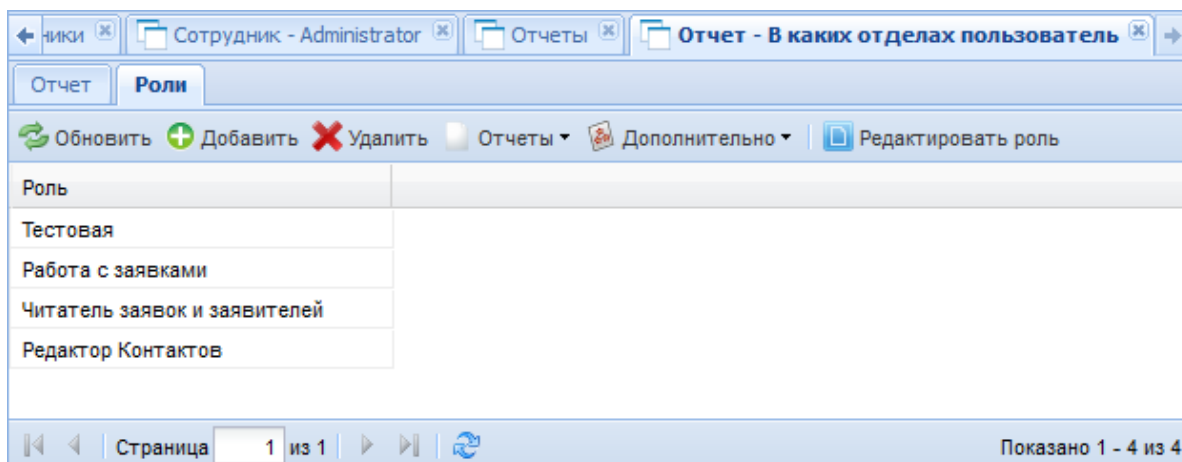 ники Сотрудник - Administrator Отчеты Отчет - В каких отделах пользователь
Отчет Роли
Обновить Добавить Удалить Отчеты Дополнительно Редактировать роль
Роль
Тестовая
Работа с заявками
Читатель заявок и заявителей
Редактор Контактов
Страница 1 из 1 Показано 1 - 4 из 4